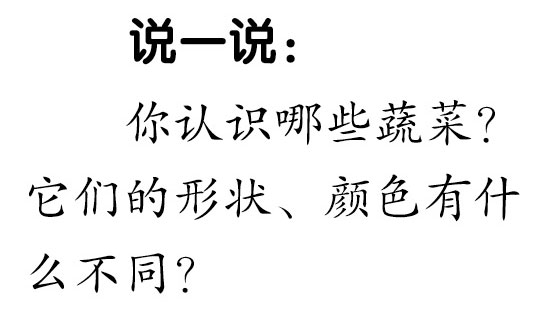 说一说：
你认识哪些蔬菜？
它们的形状、颜色有什
么不同？